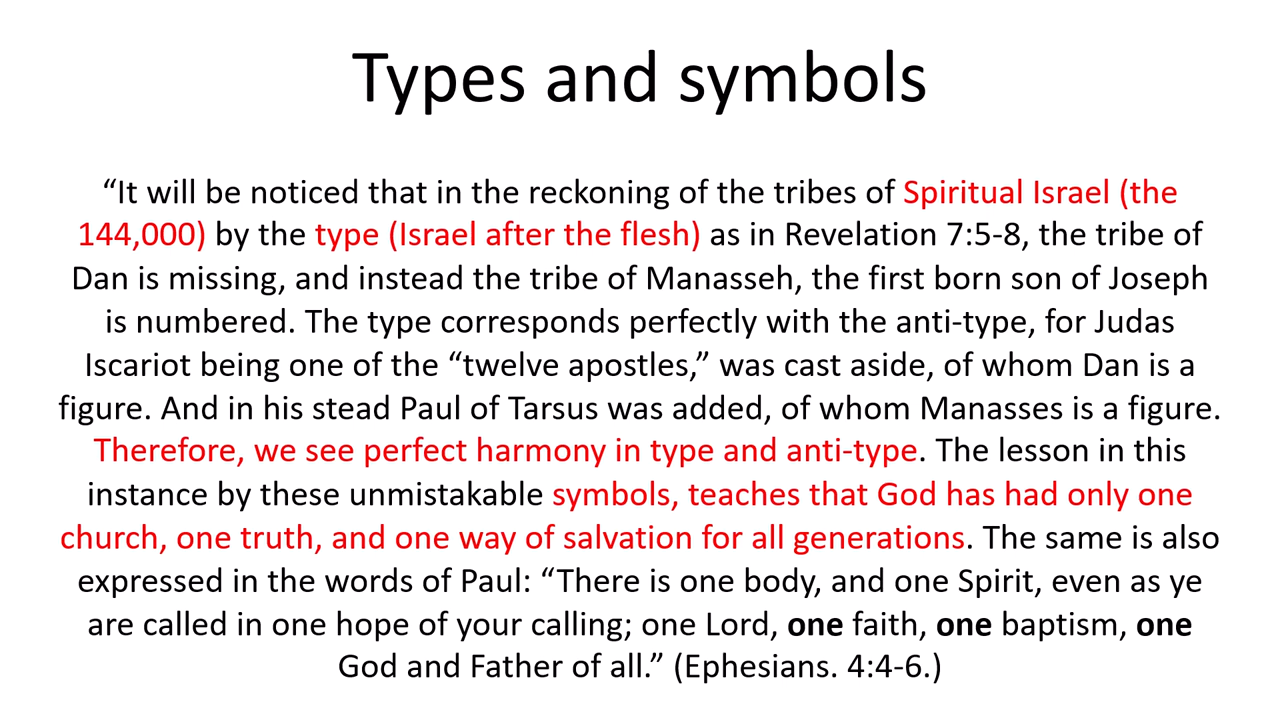 Types and symbols
“It will be noticed that in the reckoning of the tribes of Spiritual Israel (the
144,000) by the type (Israel after the flesh) as in Revelation 7:5-8, the tribe of
Dan is missing, and instead the tribe of Manasseh, the first born son of Joseph
is numbered. The type corresponds perfectly with the anti-type, for Judas
Iscariot being one of the “twelve apostles,” was cast aside, of whom Dan is a
figure. And in his stead Paul of Tarsus was added, of whom Manasses is a figure.
Therefore, we see perfect harmony in type and anti-type. The lesson in this
instance by these unmistakable symbols, teaches that God has had only one
church, one truth, and one way of salvation for all generations. The same is also
expressed in the words of Paul: “There is one body, and one Spirit, even as ye
are called in one hope of your calling; one Lord, one faith, one baptism, one
God and Father of all.” (Ephesians. 4:4-6.)